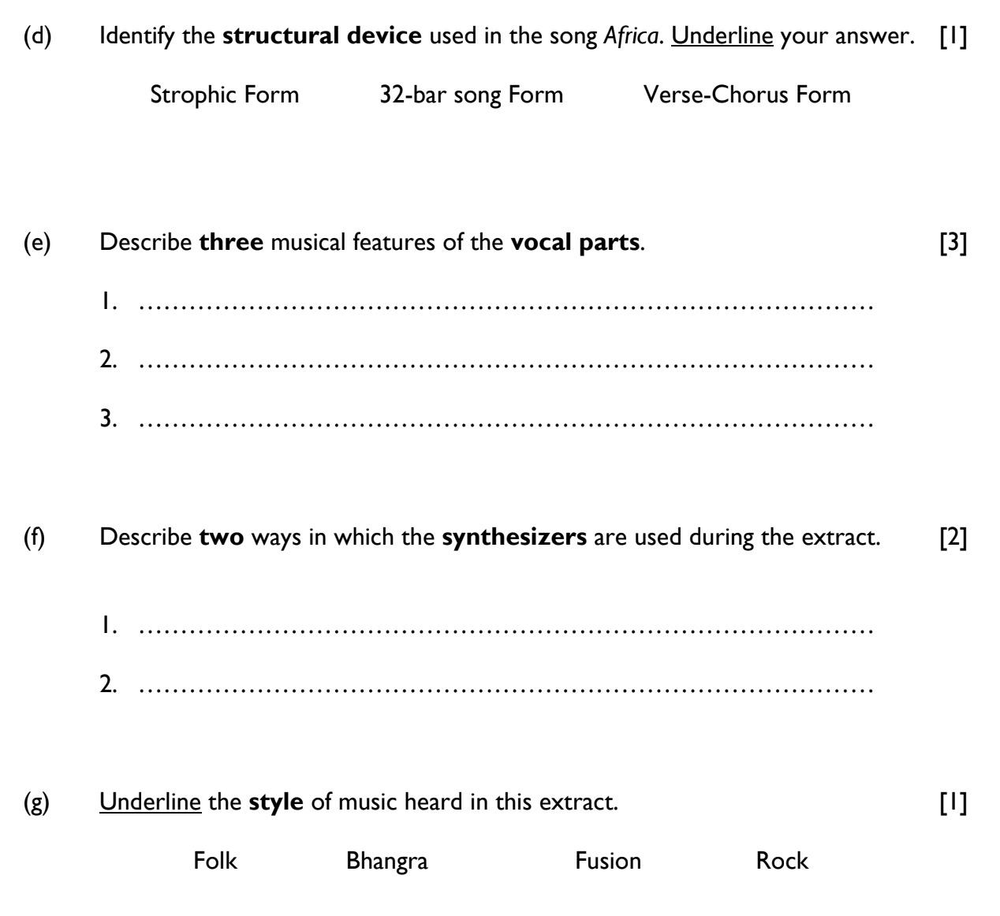 (d) Identify the structural device used in the song Africa. Underline your answer. [1]
Strophic Form 32-bar song Form Verse-Chorus Form
(e) Describe three musical features of the vocal parts. [3]
1. ………………………………………………………………………………
2. ………………………………………………………………………………
3. ………………………………………………………………………………
(f) Describe two ways in which the synthesizers are used during the extract. [2]
1. ………………………………………………………………………………
2. ………………………………………………………………………………
(g) Underline the style of music heard in this extract. [1]
Folk Bhangra Fusion Rock